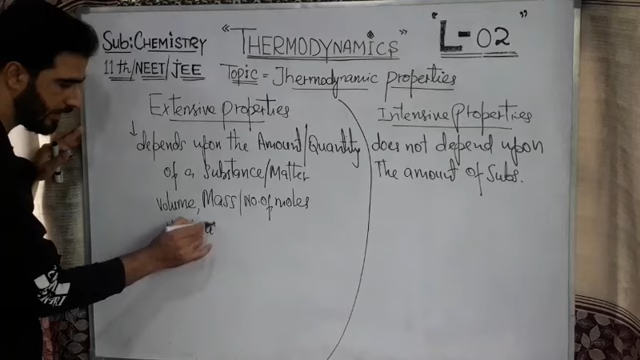 Sub: CHEMISTRY
11th/NEET/JEE
"THERMODYNAMICS"
"L-02"
Topic = Thermodynamic properties
Extensive properties
↓ depends upon the Amount/Quantity
of a Substance/Matter
Volume, Mass/No. of moles
Intensive Properties
does not depend upon
The amount of Subs.